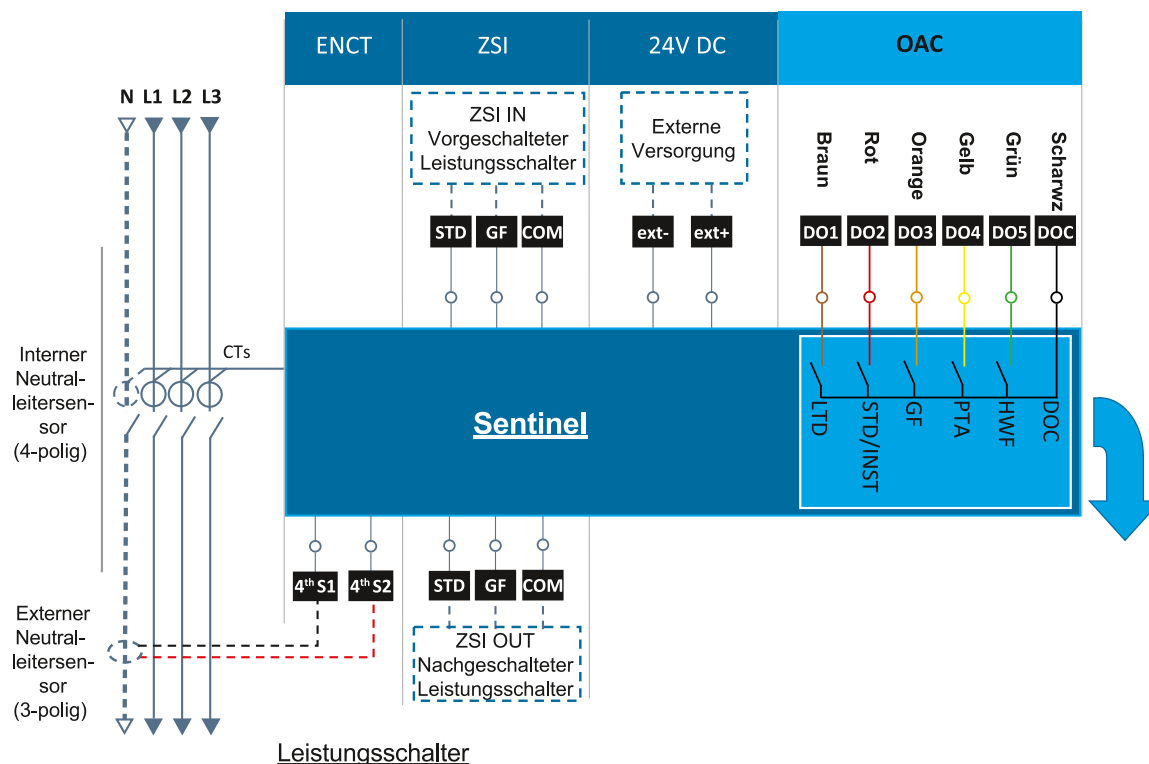 ENCT
ZSI
24V DC
OAC
N L1 L2 L3
ZSI IN
Vorgeschalteter
Leistungsschalter
Externe
Versorgung
Braun
Rot
Orange
Gelb
Grün
Scharwz
STD GF COM
ext- ext+
DO1 DO2 DO3 DO4 DO5 DOC
CTs
Interner
Neutral-
leitersen-
sor
(4-polig)
Sentinel
LTD
STD/INST
GF
PTA
HWF
DOC
4th S1 4th S2
STD GF COM
Externer
Neutral-
leitersen-
sor
(3-polig)
ZSI OUT
Nachgeschalteter
Leistungsschalter
Leistungsschalter